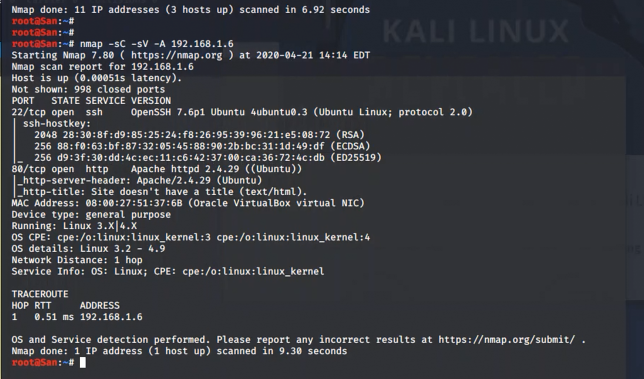 Nmap done: 11 IP addresses (3 hosts up) scanned in 6.92 seconds
root@San:~#
root@San:~#
root@San:~# nmap -sC -sV -A 192.168.1.6
Starting Nmap 7.80 ( https://nmap.org ) at 2020-04-21 14:14 EDT
Nmap scan report for 192.168.1.6
Host is up (0.00051s latency).
Not shown: 998 closed ports
PORT   STATE SERVICE VERSION
22/tcp open  ssh     OpenSSH 7.6p1 Ubuntu 4ubuntu0.3 (Ubuntu Linux; protocol 2.0)
| ssh-hostkey:
|   2048 28:30:8f:d9:85:25:24:f8:26:95:39:96:21:e5:08:72 (RSA)
|   256 88:f0:63:bf:87:32:05:45:88:90:2b:bc:31:1d:49:df (ECDSA)
|_  256 d9:3f:30:dd:4c:ec:11:c6:42:37:00:ca:36:72:4c:db (ED25519)
80/tcp open  http    Apache httpd 2.4.29 ((Ubuntu))
|_http-server-header: Apache/2.4.29 (Ubuntu)
|_http-title: Site doesn't have a title (text/html).
MAC Address: 08:00:27:51:37:6B (Oracle VirtualBox virtual NIC)
Device type: general purpose
Running: Linux 3.X|4.X
OS CPE: cpe:/o:linux:linux_kernel:3 cpe:/o:linux:linux_kernel:4
OS details: Linux 3.2 - 4.9
Network Distance: 1 hop
Service Info: OS: Linux; CPE: cpe:/o:linux:linux_kernel

TRACEROUTE
HOP RTT     ADDRESS
1   0.51 ms 192.168.1.6

OS and Service detection performed. Please report any incorrect results at https://nmap.org/submit/ .
Nmap done: 1 IP address (1 host up) scanned in 9.30 seconds
root@San:~#
KALI LINUX